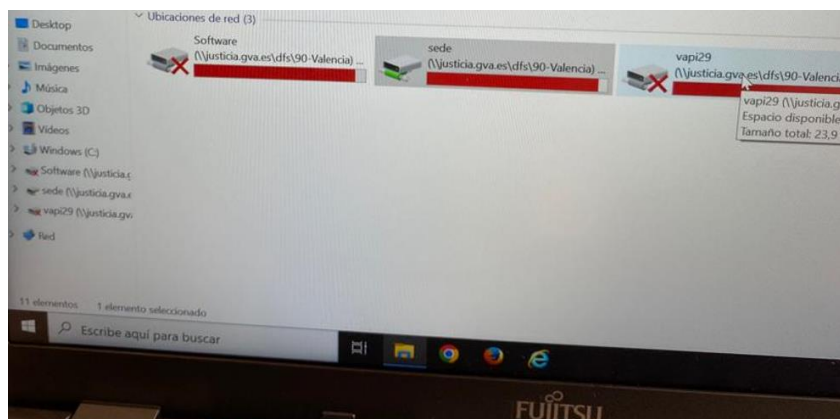 Desktop
Documentos
Imágenes
Música
Objetos 3D
Vídeos
Windows (C:)
Software (\\justicia.g
sede (\\justicia.gva.e
vapi29 (\\justicia.gva
Red
Ubicaciones de red (3)
Software
(\\justicia.gva.es\dfs\90-Valencia) ...
sede
(\\justicia.gva.es\dfs\90-Valencia) ...
vapi29
(\\justicia.gva.es\dfs\90-Valencia
vapi29 (\\justicia.g
Espacio disponible
Tamaño total: 23,9
11 elementos 1 elemento seleccionado
Escribe aquí para buscar
FUJITSU